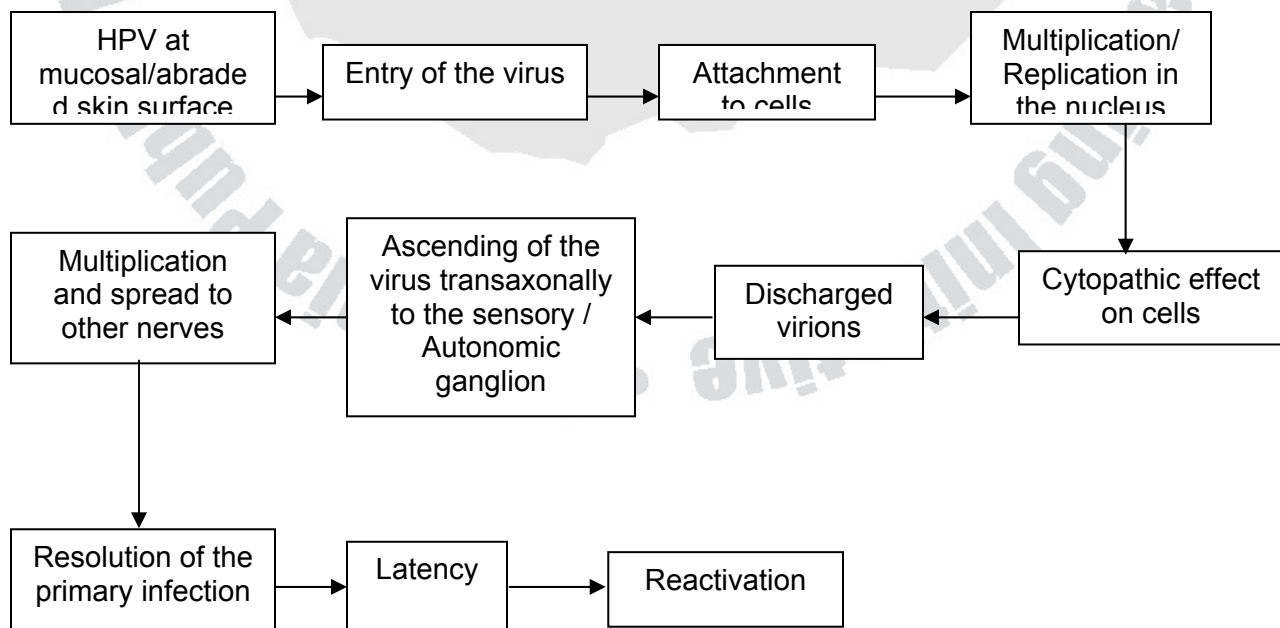 HPV at
mucosal/abrade
d skin surface
Entry of the virus
Attachment
to cells
Multiplication/
Replication in
the nucleus
Multiplication
and spread to
other nerves
Ascending of the
virus transaxonally
to the sensory /
Autonomic
ganglion
Discharged
virions
Cytopathic effect
on cells
Resolution of the
primary infection
Latency
Reactivation